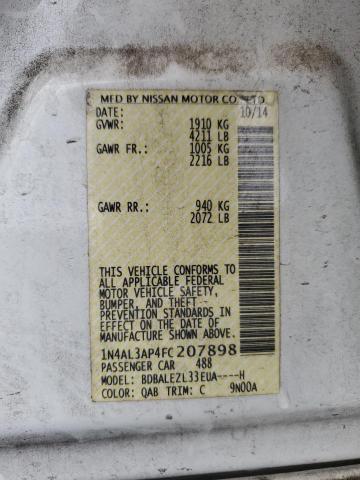 MFD BY NISSAN MOTOR CO., LTD
DATE: 10/14
GVWR: 1910 KG
4211 LB
GAWR FR.: 1005 KG
2216 LB
GAWR RR.: 940 KG
2072 LB
THIS VEHICLE CONFORMS TO
ALL APPLICABLE FEDERAL
MOTOR VEHICLE SAFETY,
BUMPER, AND THEFT
PREVENTION STANDARDS IN
EFFECT ON THE DATE OF
MANUFACTURE SHOWN ABOVE.
1N4AL3AP4FC207898
PASSENGER CAR 488
MODEL: BDBALEZL33EUA----H
COLOR: QAB TRIM: C 9N00A